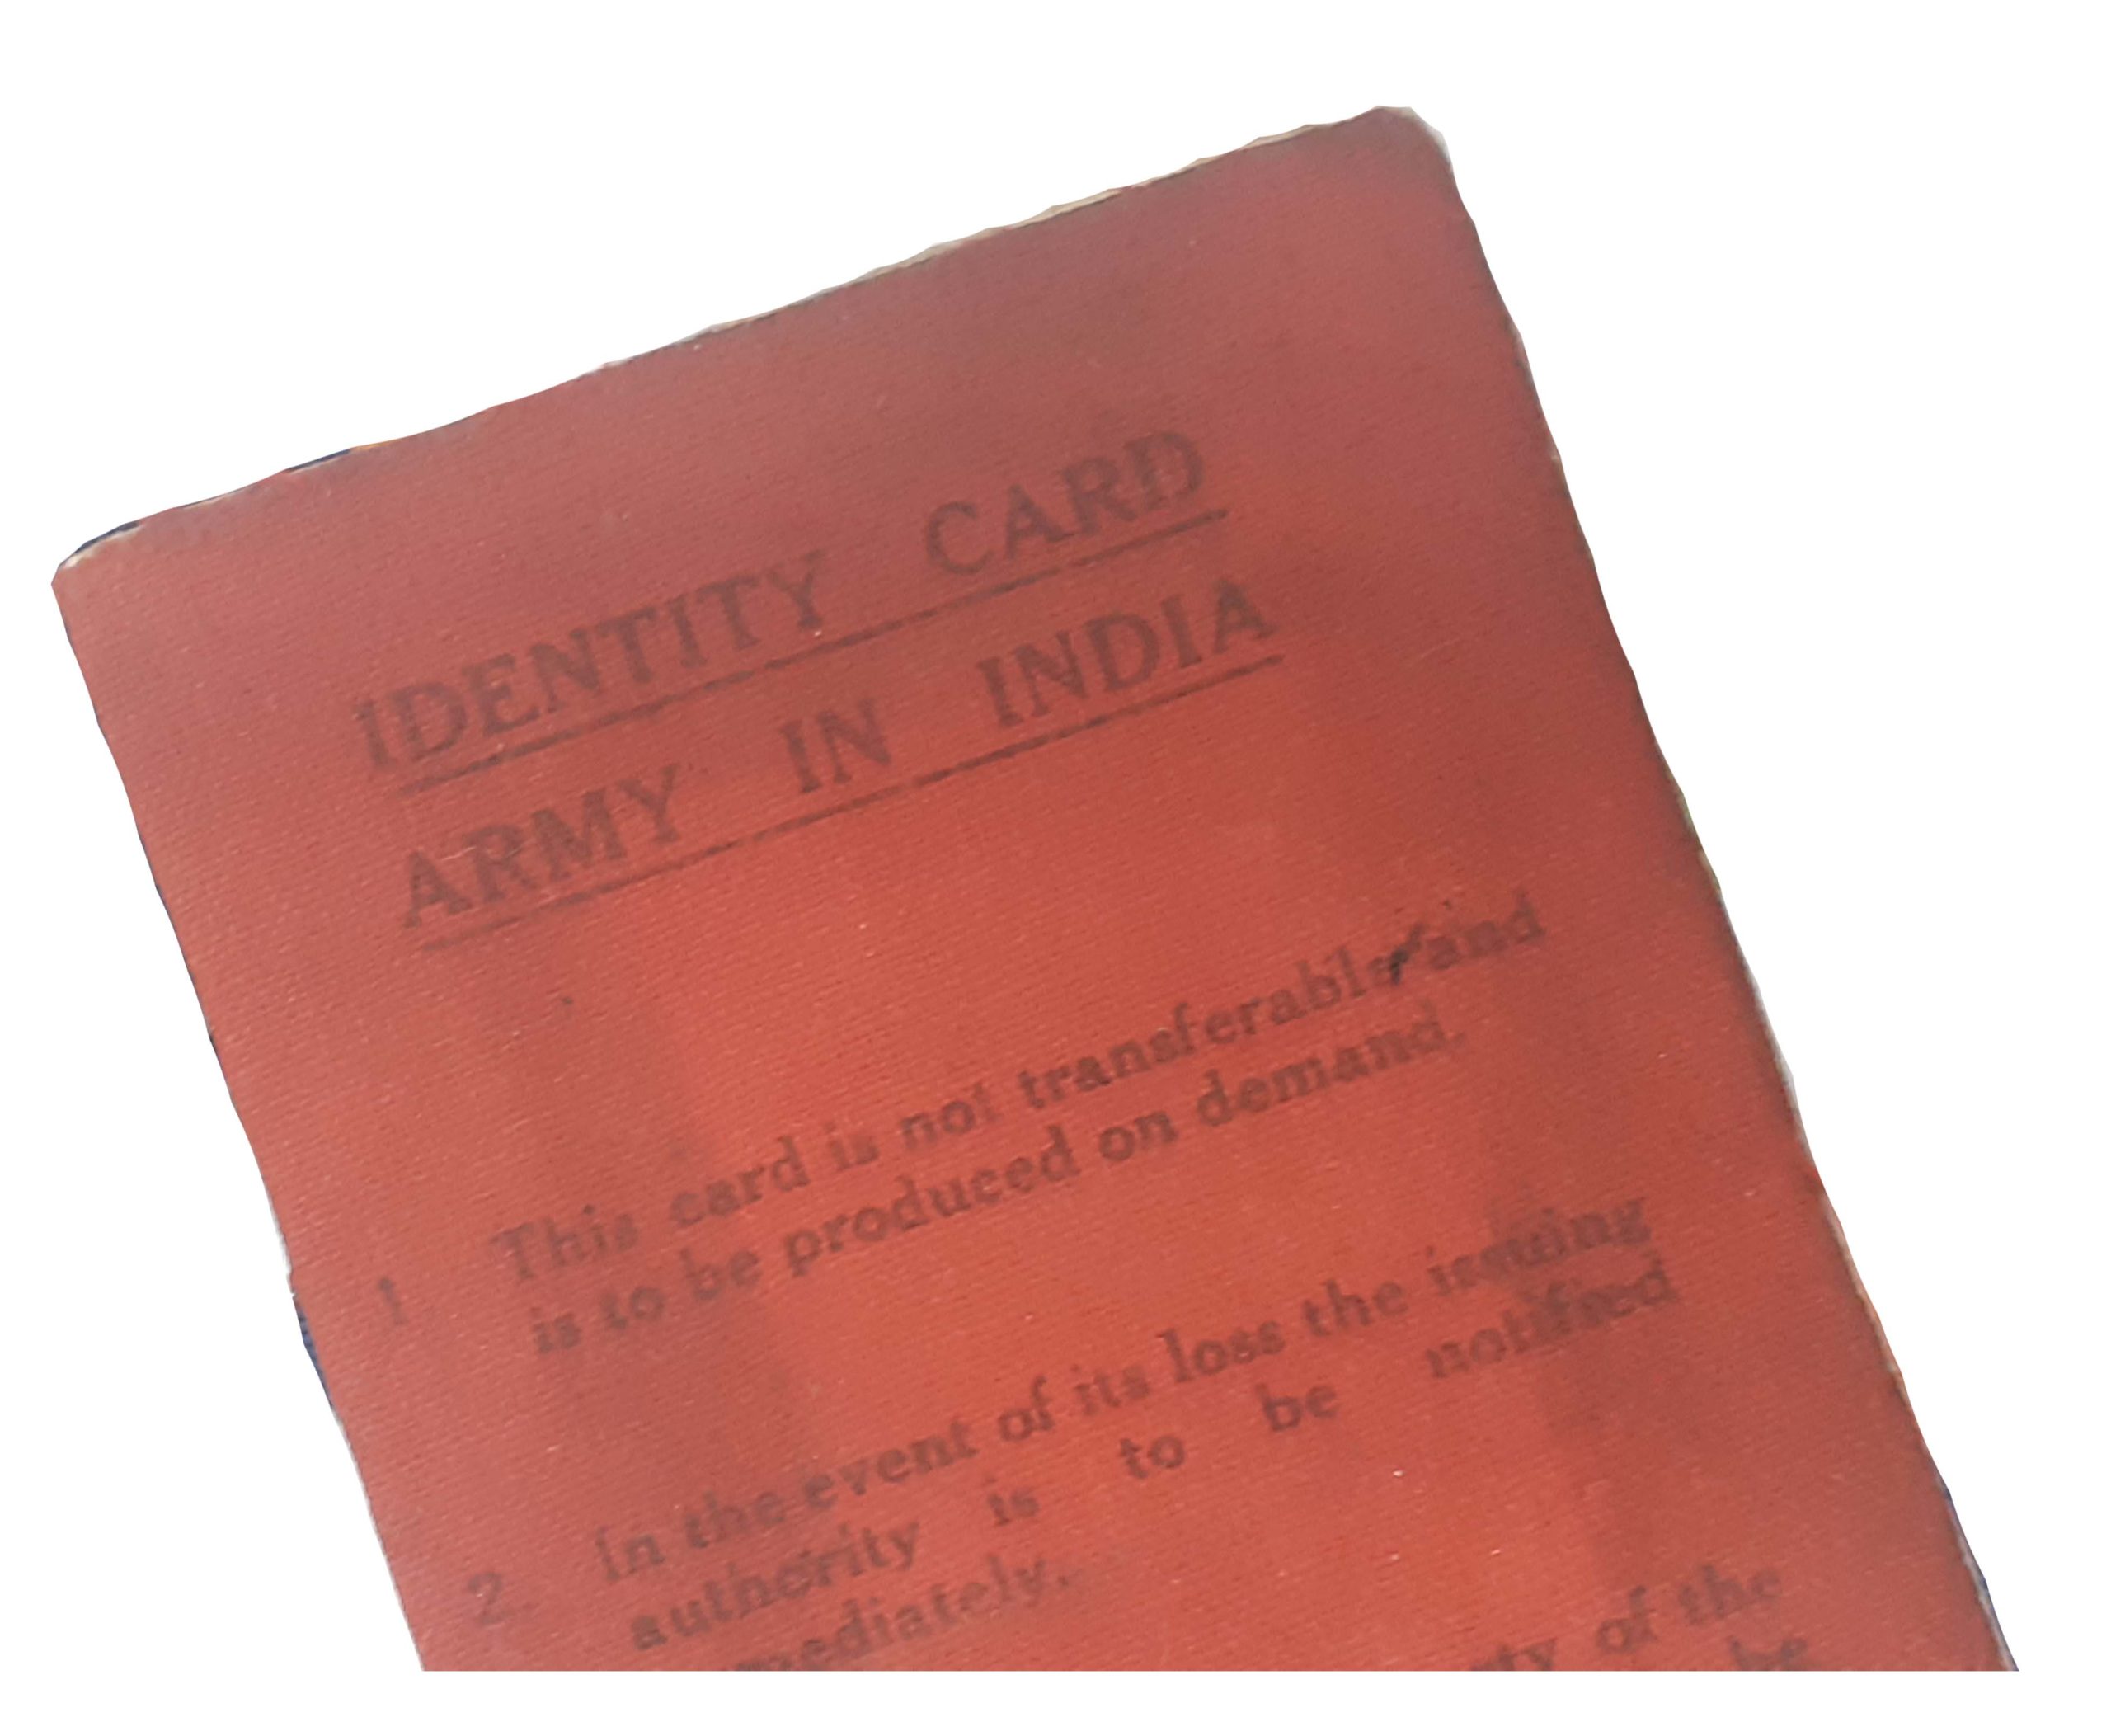 IDENTITY CARD
ARMY IN INDIA
1 This card is not transferable and
is to be produced on demand.
2. In the event of its loss the issuing
authority is to be notified
mediately.
of the
be